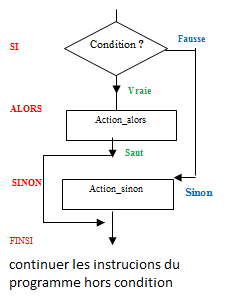 Condition ?
Fausse
SI
Vraie
ALORS
Action_alors
Saut
SINON
Action_sinon
Sinon
FINSI
continuer les instrucions du
programme hors condition